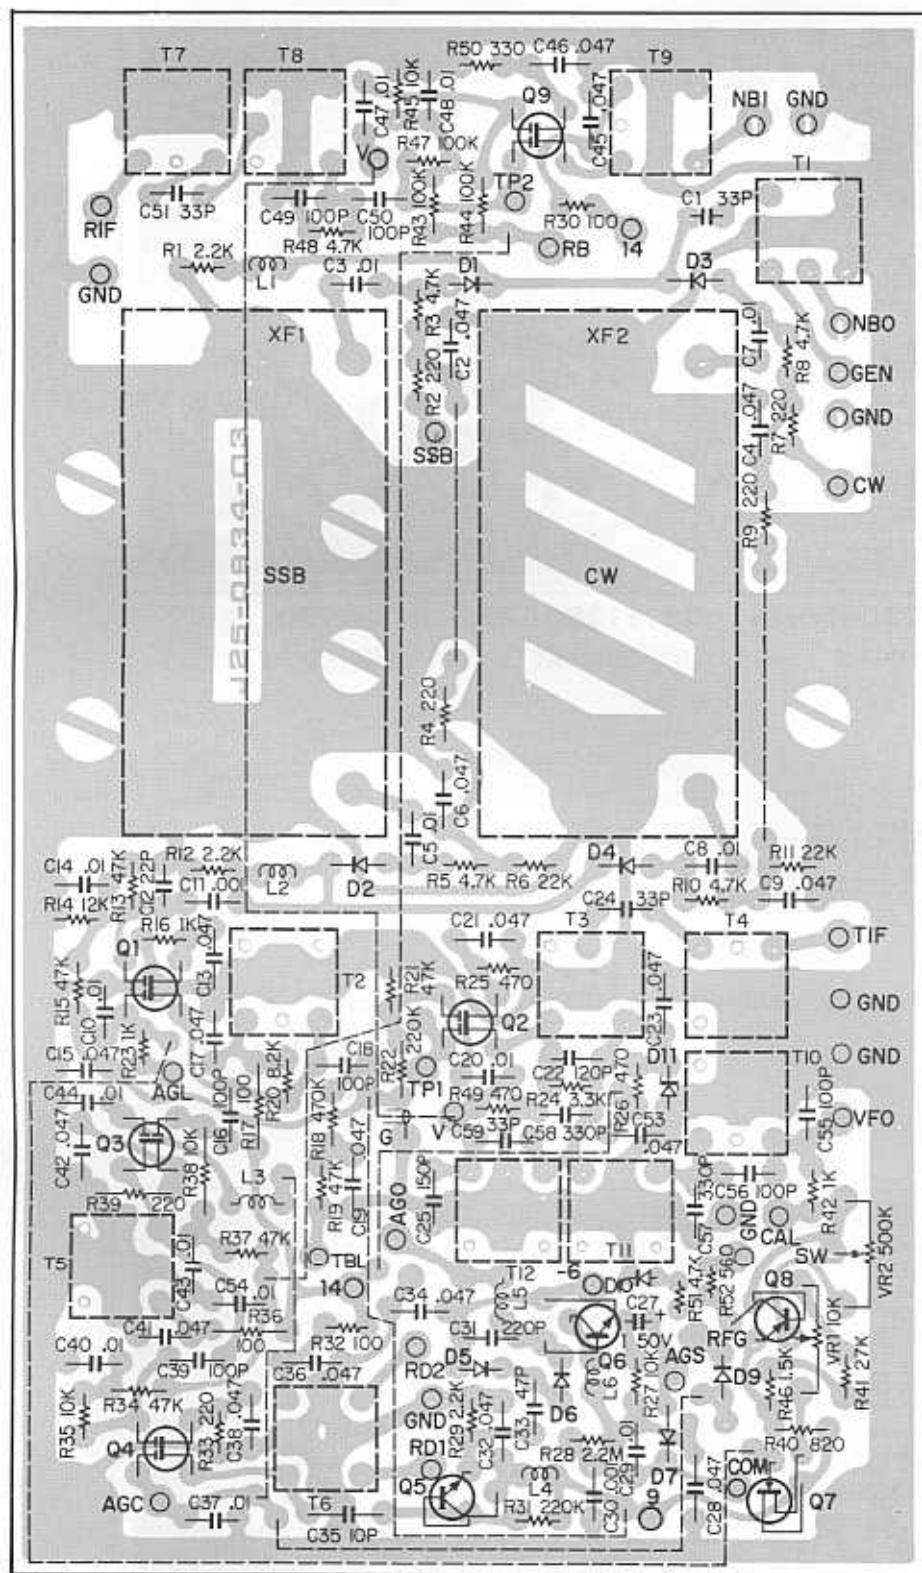 R50 330 C46 .047
T7 T8 T9
C47 .01
R45 10K
C48 .01
Q9
C45 .047
NB1 GND
V
R47 100K
T1
TP2
RIF
C51 33P
C49 100P
C50 100P
R43 100K
R44 100K
R30 100
C1 33P
14
R48 4.7K
RB
R1 2.2K
L1
C3 .01
D1
D3
GND
XF1
R3 4.7K
C2 .047
XF2
C7 .01
R8 4.7K
NBO
GEN
R2 220
C4 .047
R7 220
GND
SSB
R9 220
CW
J25-0834-03
SSB
CW
R4 220
C6 .047
C5 .01
C14 .01
R13 47K
C12 22P
R12 2.2K
C11 .001
L2
D2
R5 4.7K
R6 22K
D4
C8 .01
R11 22K
R14 12K
R10 4.7K
C9 .047
C24 33P
R16 1K
C21 .047
T3
T4
TIF
Q1
C13 .047
R15 47K
C10 .01
T2
R21 47K
R25 470
Q2
C23 .047
GND
R23 1K
C17 .047
C15 .047
AGL
C18 100P
R22 220K
TP1
C20 .01
C22 120P
D11
T10
GND
C44 .01
C16 100P
R17 100
R20 8.2K
R18 470K
R49 470
R24 3.3K
R26 470
C55 100P
V
G
VFO
C42 .047
Q3
C59 33P
C58 330P
C53 .047
R38 10K
L3
R19 47K
C19 .047
C25 150P
R39 220
AGO
C57 330P
C56 100P
R42 1K
GND
CAL
T5
C43 .01
R37 47K
TBL
T12
T11
SW
VR2 500K
C54 .01
14
-6
D10
L5
R51 4.7K
R52 560
Q8
C34 .047
C27 50V
C41 .047
R36 100
R32 100
C31 220P
RFG
VR1 10K
C40 .01
C39 100P
C36 .047
RD2
D5
Q6
AGS
D9
R41 27K
R34 47K
R35 10K
GND
R29 2.2K
C32 .047
C33 47P
D6
L6
R27 10K
R46 1.5K
Q4
R33 220
C38 .047
RD1
R28 2.2M
C29 .01
D7
R40 820
COM
AGC
Q5
L4
9
C28 .047
Q7
C37 .01
T6
C35 10P
R31 220K